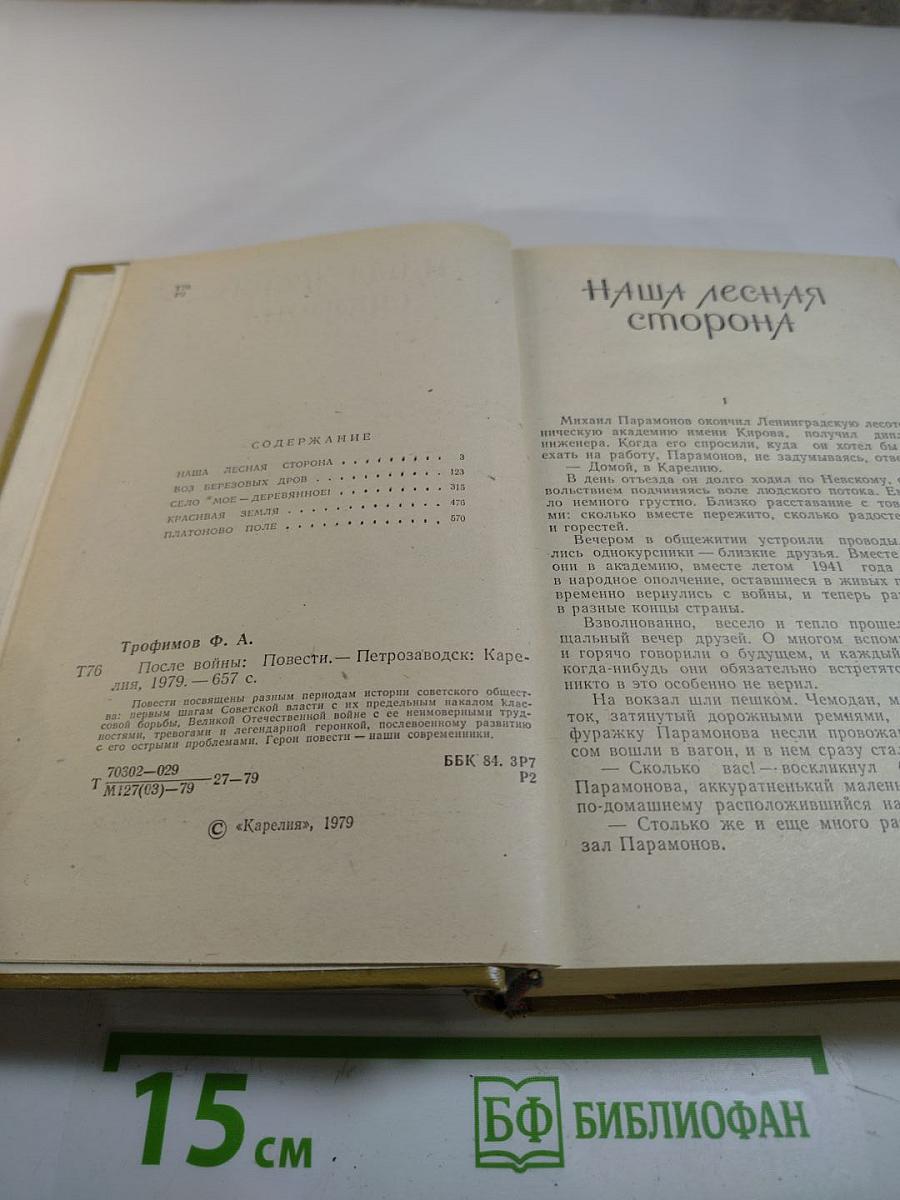 Т76
Р2
СОДЕРЖАНИЕ
НАША ЛЕСНАЯ СТОРОНА . . . . . . . . . 3
ВОЗ БЕРЕЗОВЫХ ДРОВ . . . . . . . . . . . 123
СЕЛО МОЕ — ДЕРЕВЯННОЕ! . . . . . . . . . 315
КРАСИВАЯ ЗЕМЛЯ . . . . . . . . . . . . 476
ПЛАТОНОВО ПОЛЕ . . . . . . . . . . . . 570
Трофимов Ф. А.
Т76 После войны: Повести.— Петрозаводск: Каре-
лия, 1979. — 657 с.
Повести посвящены разным периодам истории советского общест-
ва: первым шагам Советской власти с их предельным накалом клас-
совой борьбы, Великой Отечественной войне с ее неимоверными труд-
ностями, тревогами и легендарной героикой, послевоенному развитию
с его острыми проблемами. Герои повести — наши современники.
Т 70302—029
М127(03)—79 27—79
ББК 84. 3Р7
Р2
© «Карелия», 1979
НАША ЛЕСНАЯ
СТОРОНА
1
Михаил Парамонов окончил Ленинградскую лесоте
ническую академию имени Кирова, получил дипл
инженера. Когда его спросили, куда он хотел бы
ехать на работу, Парамонов, не задумываясь, отве
— Домой, в Карелию.
В день отъезда он долго ходил по Невскому,
вольствием подчиняясь воле людского потока. Ем
ло немного грустно. Близко расставание с тов
ми: сколько вместе пережито, сколько радосте
и горестей.
Вечером в общежитии устроили проводы.
лись однокурсники — близкие друзья. Вместе
они в академию, вместе летом 1941 года
в народное ополчение, оставшиеся в живых п
временно вернулись с войны, и теперь ра
в разные концы страны.
Взволнованно, весело и тепло прошел
щальный вечер друзей. О многом вспом
и горячо говорили о будущем, и каждый
когда-нибудь они обязательно встретятс
никто в это особенно не верил.
На вокзал шли пешком. Чемодан, м
ток, затянутый дорожными ремнями,
фуражку Парамонова несли провожа
сом вошли в вагон, и в нем сразу ста
— Сколько вас! — воскликнул
Парамонова, аккуратненький малень
по-домашнему расположившийся на
— Столько же и еще много ра
зал Парамонов.
15 см
БФ БИБЛИОФАН